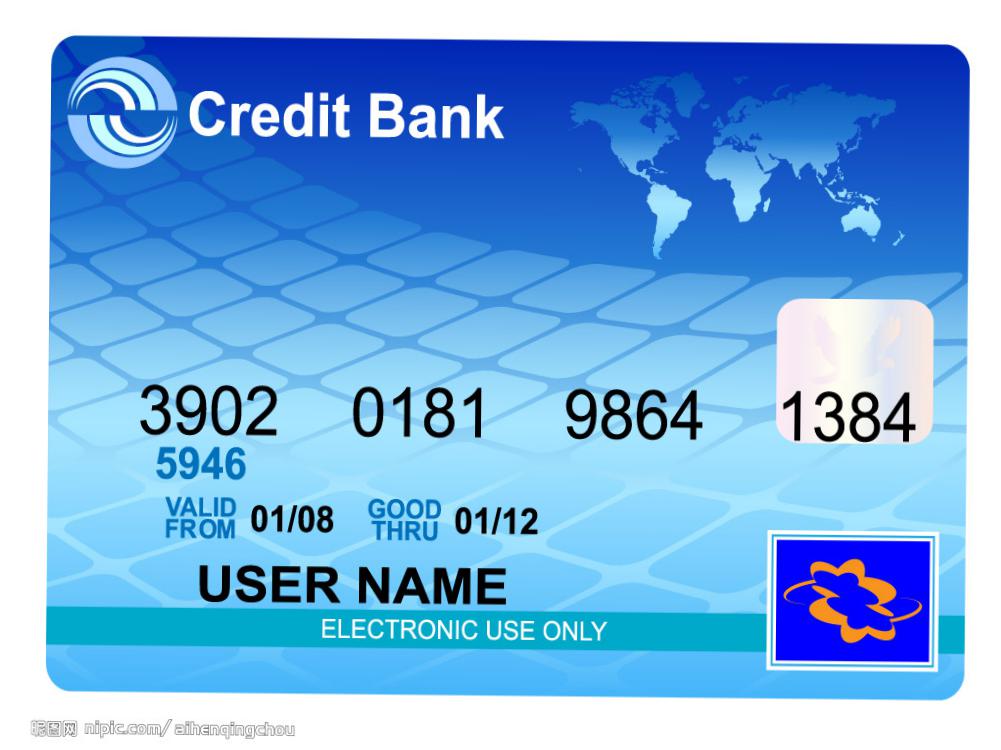 Credit Bank
3902 0181 9864 1384
5946
VALID FROM 01/08 GOOD THRU 01/12
USER NAME
ELECTRONIC USE ONLY
昵图网 nipic.com/aihenqingchou